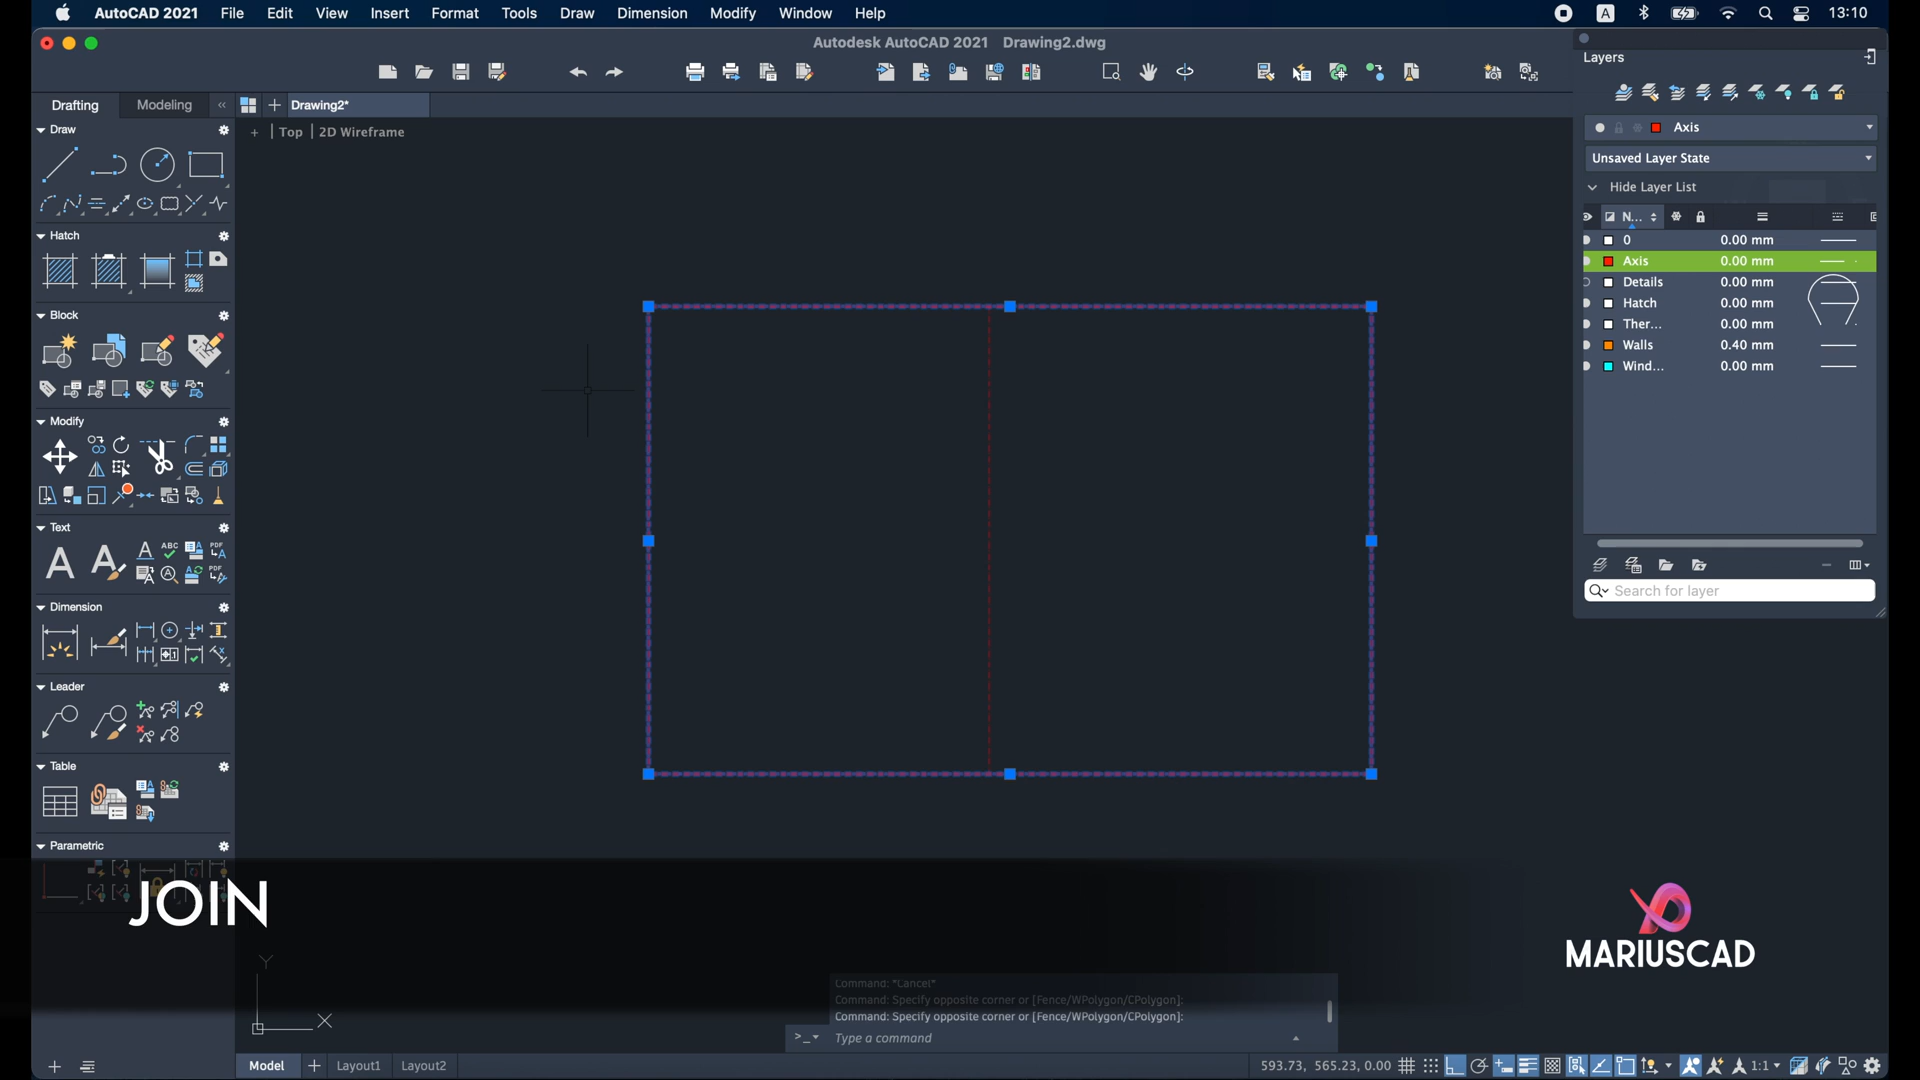 AutoCAD 2021 File Edit View Insert Format Tools Draw Dimension Modify Window Help A 13:10
Autodesk AutoCAD 2021 Drawing2.dwg
Layers
Drafting Modeling « Drawing2*
+ | Top | 2D Wireframe
Axis
Unsaved Layer State
Hide Layer List
N...
0 0.00 mm
Axis 0.00 mm
Details 0.00 mm
Hatch 0.00 mm
Ther... 0.00 mm
Walls 0.40 mm
Wind... 0.00 mm
Search for layer
Draw
Hatch
Block
Modify
Text
Dimension
Leader
Table
Parametric
JOIN
MARIUSCAD
Y
X
Command: *Cancel*
Command: Specify opposite corner or [Fence/WPolygon/CPolygon]:
Command: Specify opposite corner or [Fence/WPolygon/CPolygon]:
>_ Type a command
Model + Layout1 Layout2
593.73, 565.23, 0.00 1:1